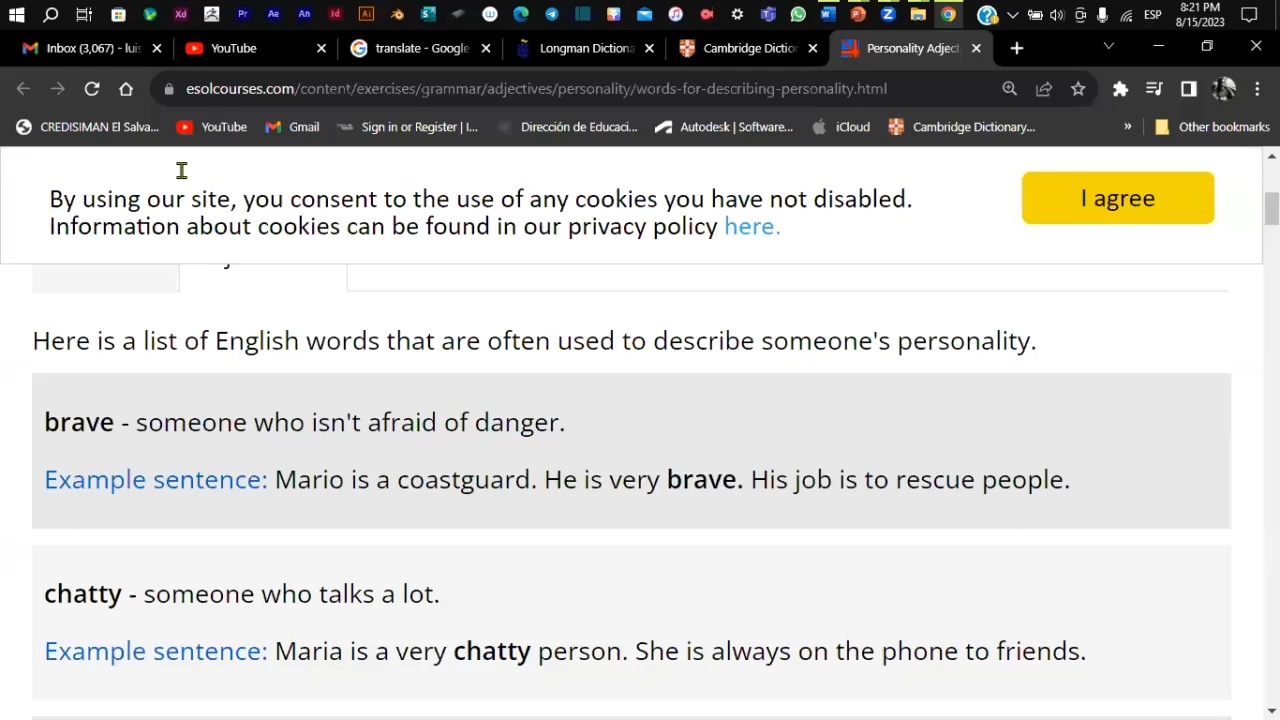 Xd Pr Ae An Id Ai S W P Z ESP 8:21 PM
8/15/2023
Inbox (3,067) - luis YouTube translate - Google Longman Dictiona Cambridge Dictio Personality Adject
esolcourses.com/content/exercises/grammar/adjectives/personality/words-for-describing-personality.html
CREDISIMAN El Salva... YouTube Gmail Sign in or Register | I... Dirección de Educaci... Autodesk | Software... iCloud Cambridge Dictionary... » Other bookmarks
By using our site, you consent to the use of any cookies you have not disabled.
Information about cookies can be found in our privacy policy here.
I agree
Here is a list of English words that are often used to describe someone's personality.
brave - someone who isn't afraid of danger.
Example sentence: Mario is a coastguard. He is very brave. His job is to rescue people.
chatty - someone who talks a lot.
Example sentence: Maria is a very chatty person. She is always on the phone to friends.